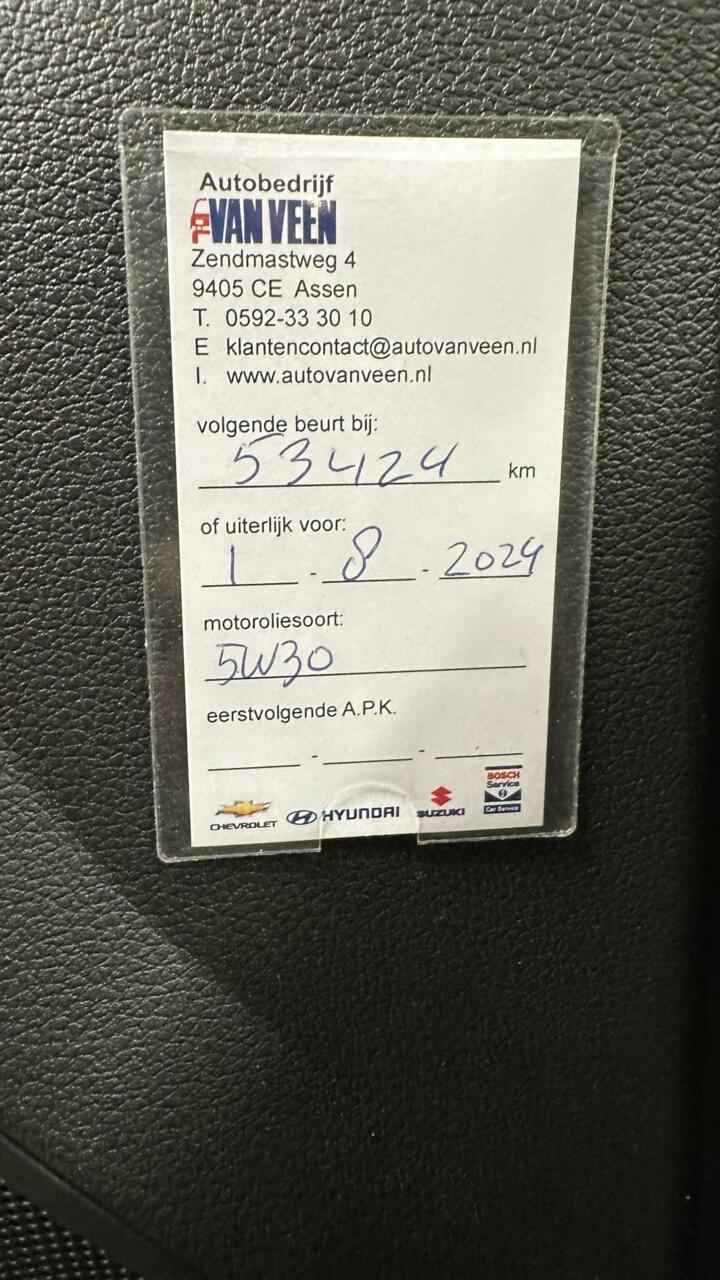 Autobedrijf
VAN VEEN
Zendmastweg 4
9405 CE Assen
T. 0592-33 30 10
E klantencontact@autovanveen.nl
I. www.autovanveen.nl
volgende beurt bij:
53424 km
of uiterlijk voor:
1 - 8 - 2024
motoroliesoort:
5W30
eerstvolgende A.P.K.
- -
CHEVROLET HYUNDAI SUZUKI BOSCH Service Car Service